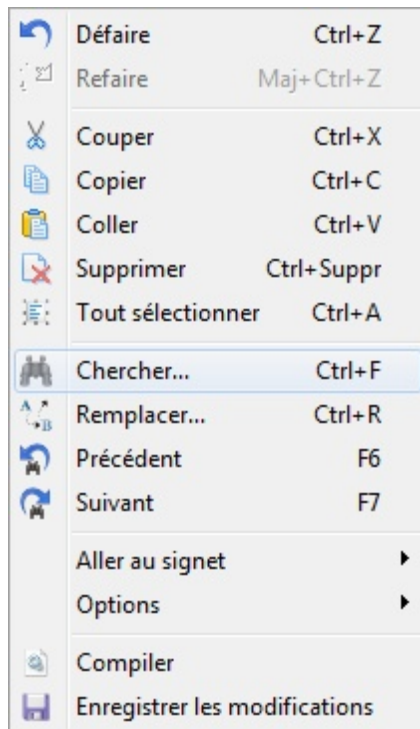 Défaire Ctrl+Z
Refaire Maj+Ctrl+Z
Couper Ctrl+X
Copier Ctrl+C
Coller Ctrl+V
Supprimer Ctrl+Suppr
Tout sélectionner Ctrl+A
Chercher... Ctrl+F
Remplacer... Ctrl+R
Précédent F6
Suivant F7
Aller au signet
Options
Compiler
Enregistrer les modifications